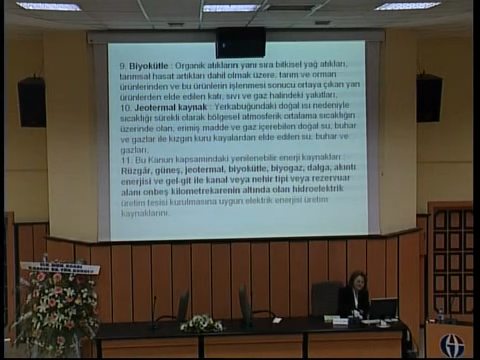 9. Biyokütle : Organik atıkların yanı sıra bitkisel yağ atıkları,
tarımsal hasat artıkları dahil olmak üzere, tarım ve orman
ürünlerinden ve bu ürünlerin işlenmesi sonucu ortaya çıkan yan
ürünlerden elde edilen katı, sıvı ve gaz halindeki yakıtları,
10. Jeotermal kaynak : Yerkabuğundaki doğal ısı nedeniyle
sıcaklığı sürekli olarak bölgesel atmosferik ortalama sıcaklığın
üzerinde olan, erimiş madde ve gaz içerebilen doğal su, buhar
ve gazlar ile kızgın kuru kayalardan elde edilen su, buhar ve
gazları,
11. Bu Kanun kapsamındaki yenilenebilir enerji kaynakları :
Rüzgâr, güneş, jeotermal, biyokütle, biyogaz, dalga, akıntı
enerjisi ve gel-git ile kanal veya nehir tipi veya rezervuar
alanı onbeş kilometrekarenin altında olan hidroelektrik
üretim tesisi kurulmasına uygun elektrik enerjisi üretim
kaynaklarını,